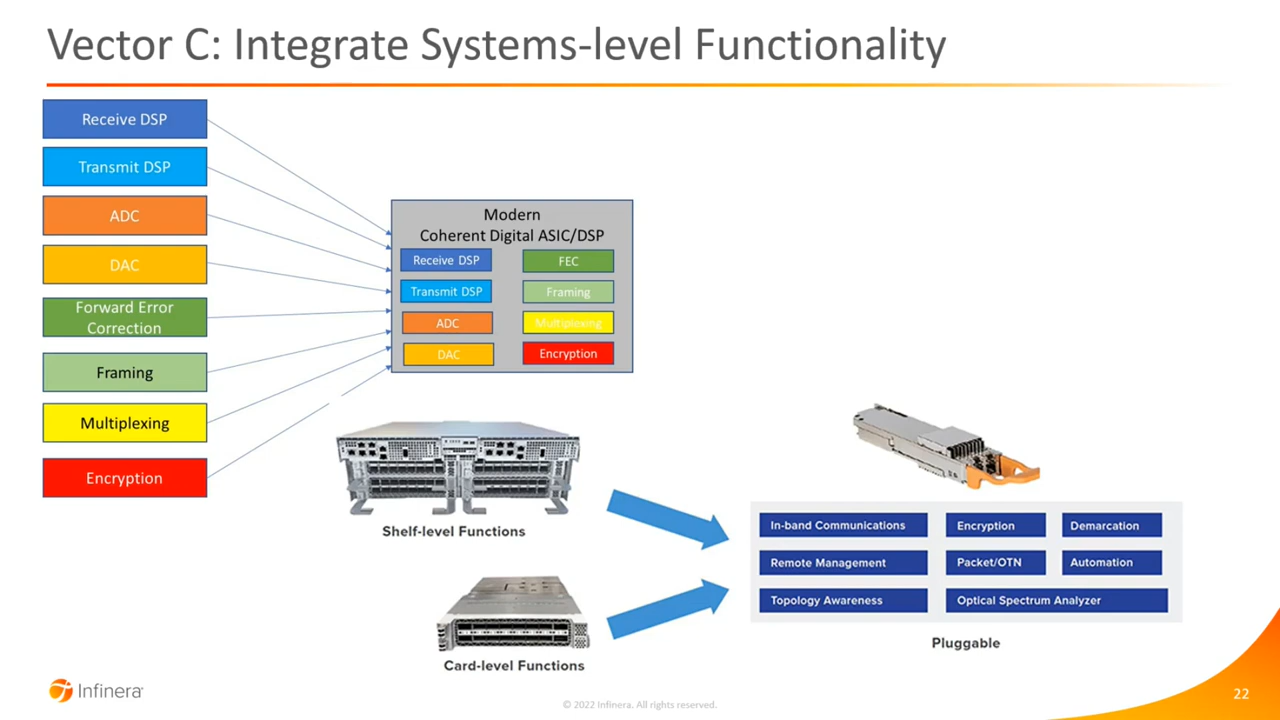 Vector C: Integrate Systems-level Functionality
Receive DSP
Transmit DSP
ADC
DAC
Forward Error
Correction
Framing
Multiplexing
Encryption
Modern
Coherent Digital ASIC/DSP
Receive DSP
FEC
Transmit DSP
Framing
ADC
Multiplexing
DAC
Encryption
Shelf-level Functions
Card-level Functions
In-band Communications
Encryption
Demarcation
Remote Management
Packet/OTN
Automation
Topology Awareness
Optical Spectrum Analyzer
Pluggable
Infinera
© 2022 Infinera. All rights reserved.
22